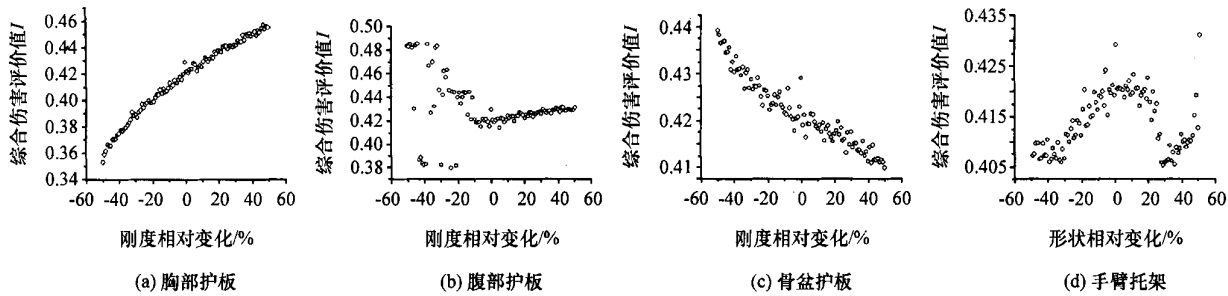 综合伤害评价值I
0.46
0.44
0.42
0.40
0.38
0.36
0.34
-60 -40 -20 0 20 40 60
刚度相对变化/%
(a) 胸部护板
综合伤害评价值I
0.50
0.48
0.46
0.44
0.42
0.40
0.38
-60 -40 -20 0 20 40 60
刚度相对变化/%
(b) 腹部护板
综合伤害评价值I
0.44
0.43
0.42
0.41
-60 -40 -20 0 20 40 60
刚度相对变化/%
(c) 骨盆护板
综合伤害评价值I
0.435
0.425
0.415
0.405
-60 -40 -20 0 20 40 60
形状相对变化/%
(d) 手臂托架